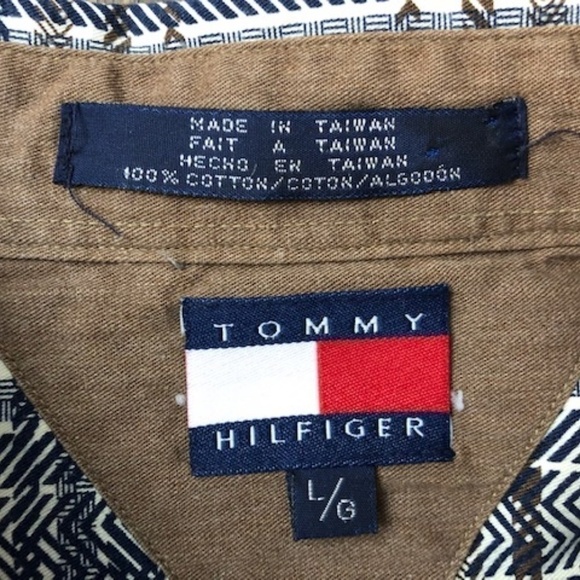 MADE IN TAIWAN
FAIT A TAIWAN
HECHO EN TAIWAN
100% COTTON/COTON/ALGODÓN
TOMMY
HILFIGER
L/G